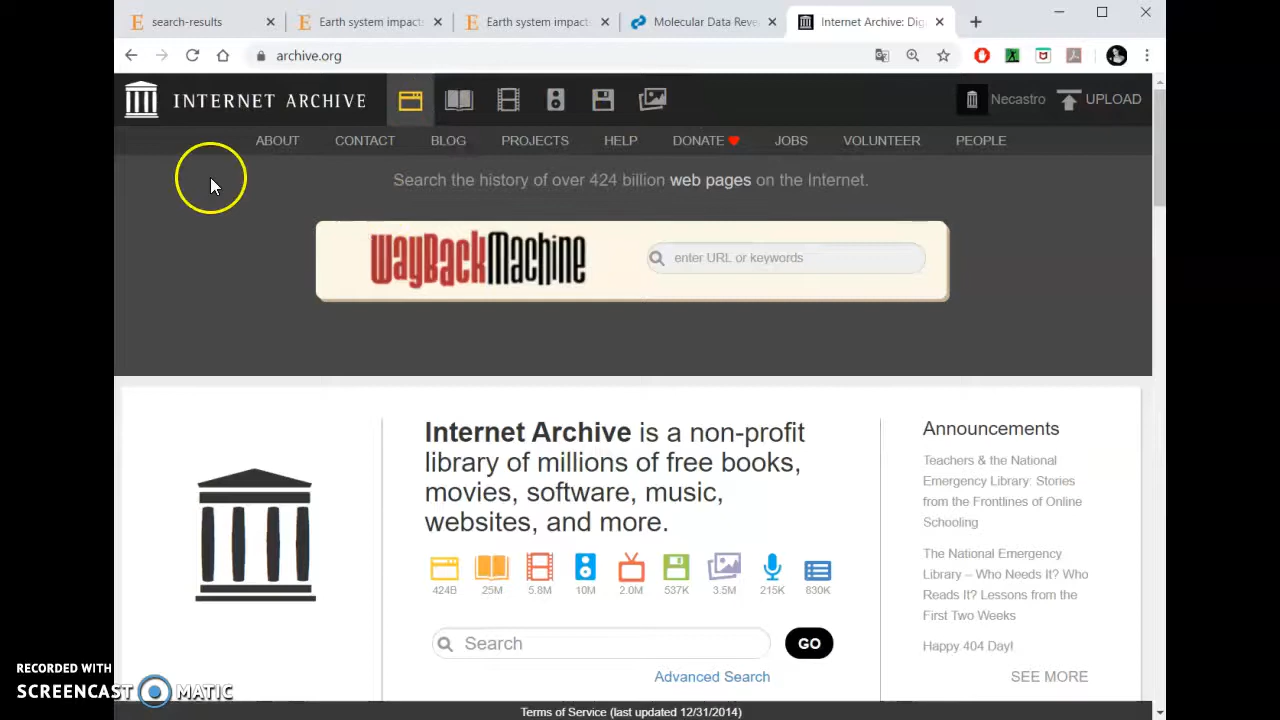 search-results
Earth system impact
Earth system impact
Molecular Data Reve
Internet Archive: Dig
archive.org
INTERNET ARCHIVE
Necastro
UPLOAD
ABOUT CONTACT BLOG PROJECTS HELP DONATE JOBS VOLUNTEER PEOPLE
Search the history of over 424 billion web pages on the Internet.
WayBackMachine
enter URL or keywords
Internet Archive is a non-profit
library of millions of free books,
movies, software, music,
websites, and more.
424B 25M 5.8M 10M 2.0M 537K 3.5M 215K 630K
Search
GO
Advanced Search
Announcements
Teachers & the National
Emergency Library: Stories
from the Frontlines of Online
Schooling
The National Emergency
Library – Who Needs It? Who
Reads It? Lessons from the
First Two Weeks
Happy 404 Day!
SEE MORE
Terms of Service (last updated 12/31/2014)
RECORDED WITH
SCREENCAST MATIC